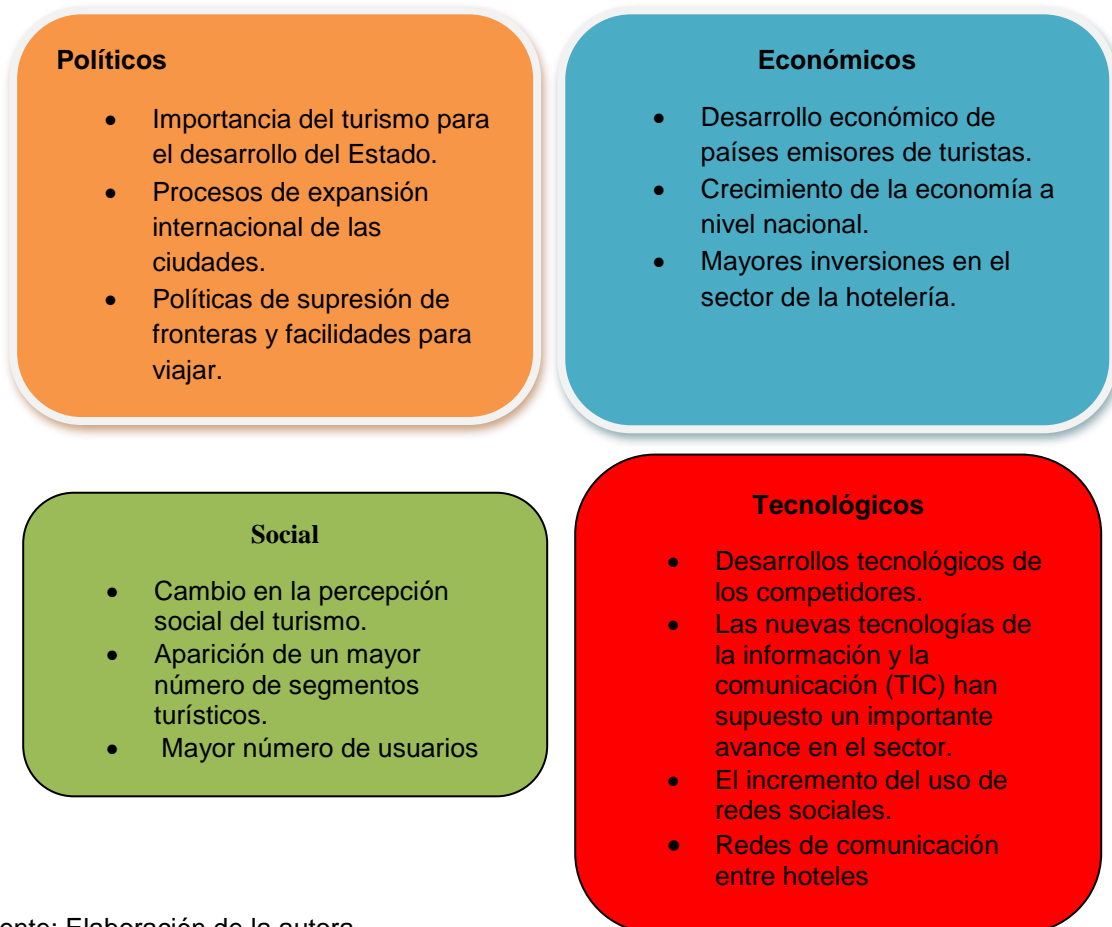 Políticos
• Importancia del turismo para
el desarrollo del Estado.
• Procesos de expansión
internacional de las
ciudades.
• Políticas de supresión de
fronteras y facilidades para
viajar.
Económicos
• Desarrollo económico de
países emisores de turistas.
• Crecimiento de la economía a
nivel nacional.
• Mayores inversiones en el
sector de la hotelería.
Social
• Cambio en la percepción
social del turismo.
• Aparición de un mayor
número de segmentos
turísticos.
• Mayor número de usuarios
Tecnológicos
• Desarrollos tecnológicos de
los competidores.
• Las nuevas tecnologías de
la información y la
comunicación (TIC) han
supuesto un importante
avance en el sector.
• El incremento del uso de
redes sociales.
• Redes de comunicación
entre hoteles
ente: Elaboración de la autora